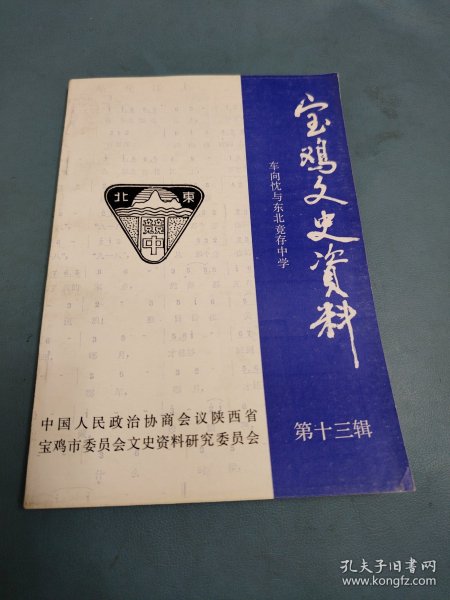 宝鸡文史资料
车向忱与东北竞存中学
東
北
競
中
中国人民政治协商会议陕西省
宝鸡市委员会文史资料研究委员会
第十三辑
孔夫子旧书网
www.kongfz.com